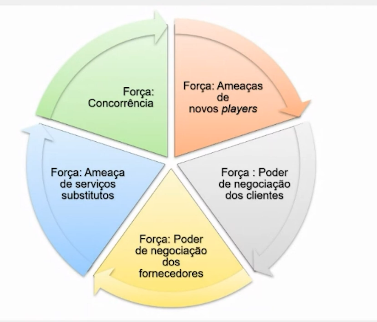 Força:
Concorrência
Força: Ameaças
de
novos players
Força : Poder
de negociação
dos clientes
Força: Poder
de negociação
dos
fornecedores
Força: Ameaça
de serviços
substitutos